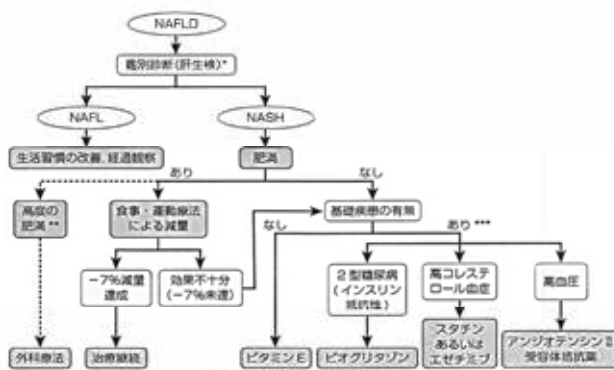 NAFLD
鑑別診断(肝生検)*
NAFL
NASH
生活習慣の改善、経過観察
肥満
あり
なし
高度の
肥満**
食事・運動療法
による減量
基礎疾患の有無
なし
あり***
−7%減量
達成
効果不十分
(−7%未達)
2型糖尿病
(インスリン
抵抗性)
高コレステ
ロール血症
高血圧
外科療法
治療継続
ビタミンE
ピオグリタゾン
スタチン
あるいは
エゼチミブ
アンジオテンシンⅡ
受容体拮抗薬